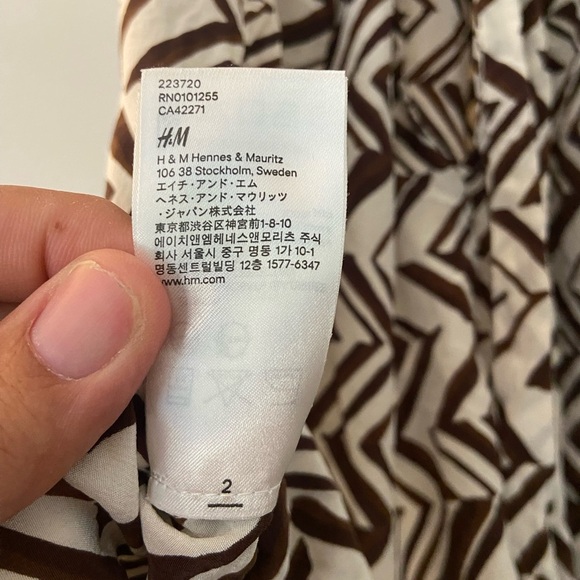 223720
RN0101255
CA42271
H&M
H & M Hennes & Mauritz
106 38 Stockholm, Sweden
エイチ・アンド・エム
ヘネス・アンド・マウリッツ
・ジャパン株式会社
東京都渋谷区神宮前1-8-10
에이치앤엠헤네스앤모리츠 주식
회사 서울시 중구 명동 1가 10-1
명동센트럴빌딩 12층 1577-6347
www.hm.com
2